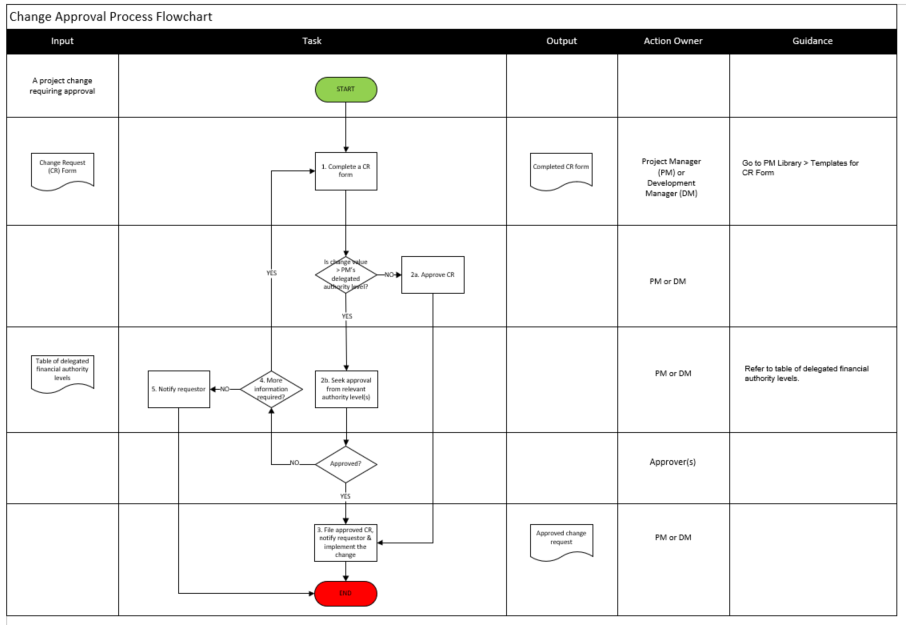 Change Approval Process Flowchart
Input
Task
Output
Action Owner
Guidance
A project change
requiring approval
START
Change Request
(CR) Form
1. Complete a CR
form
Completed CR form
Project Manager
(PM) or
Development
Manager (DM)
Go to PM Library > Templates for
CR Form
YES
Is change value
> PM's
delegated
authority level?
NO
2a. Approve CR
PM or DM
YES
Table of delegated
financial authority
levels
5. Notify requestor
NO
4. More
information
required?
2b. Seek approval
from relevant
authority level(s)
PM or DM
Refer to table of delegated financial
authority levels.
NO
Approved?
Approver(s)
YES
3. File approved CR,
notify requestor &
implement the
change
Approved change
request
PM or DM
END